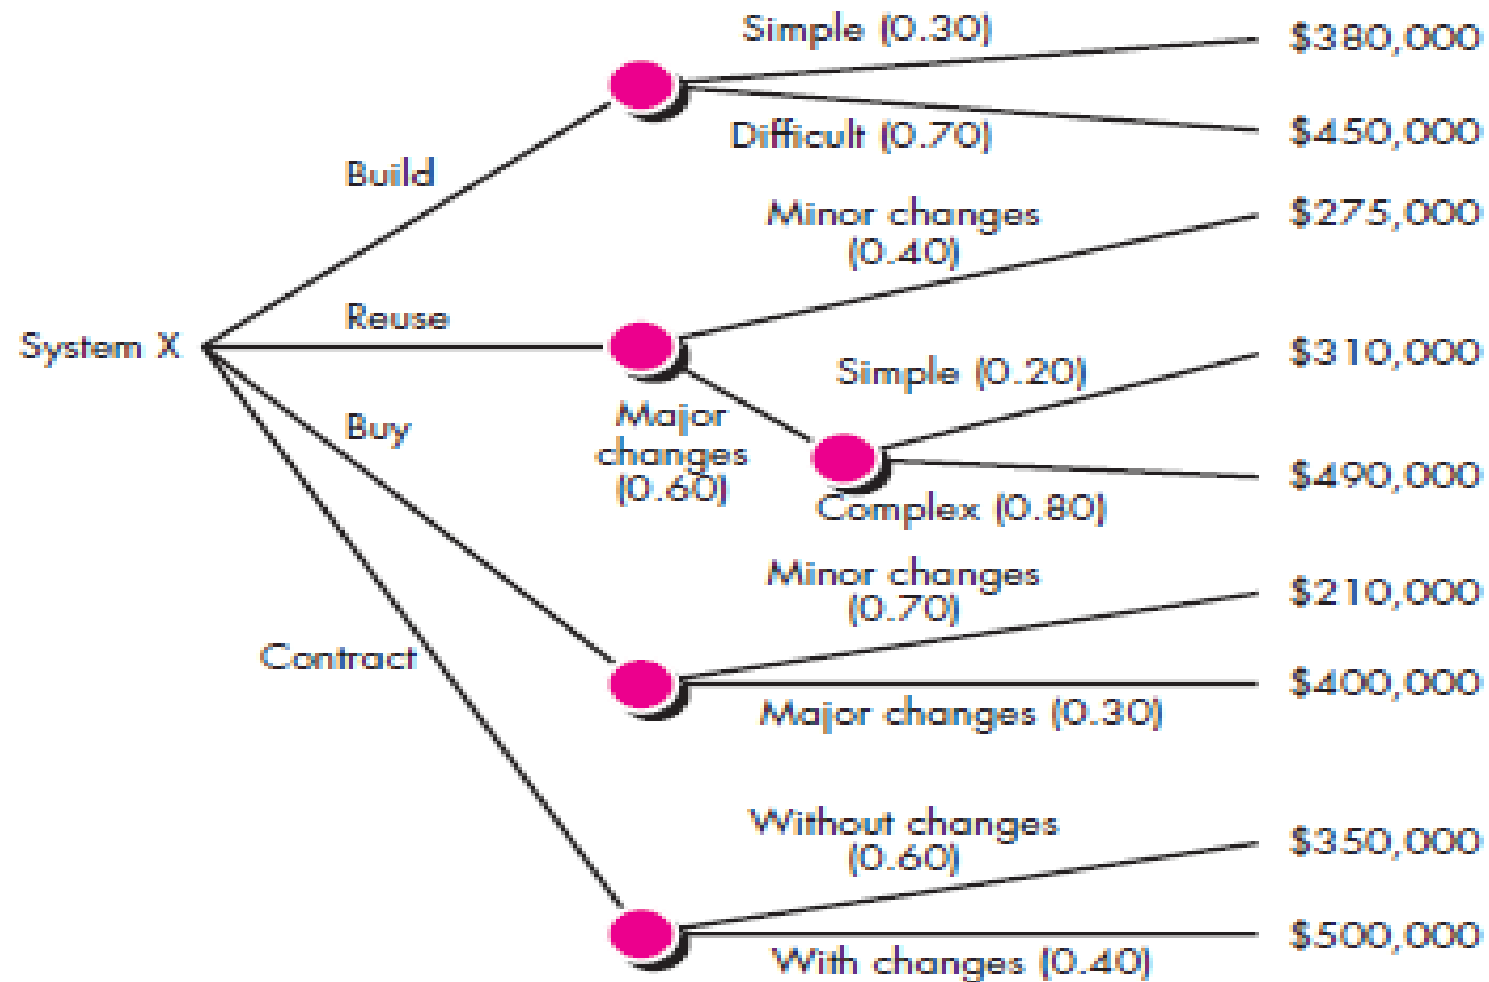 Simple (0.30)
$380,000
Difficult (0.70)
$450,000
Build
Minor changes
(0.40)
$275,000
Reuse
System X
Simple (0.20)
$310,000
Major
changes
(0.60)
Buy
Complex (0.80)
$490,000
Minor changes
(0.70)
$210,000
Contract
Major changes (0.30)
$400,000
Without changes
(0.60)
$350,000
With changes (0.40)
$500,000